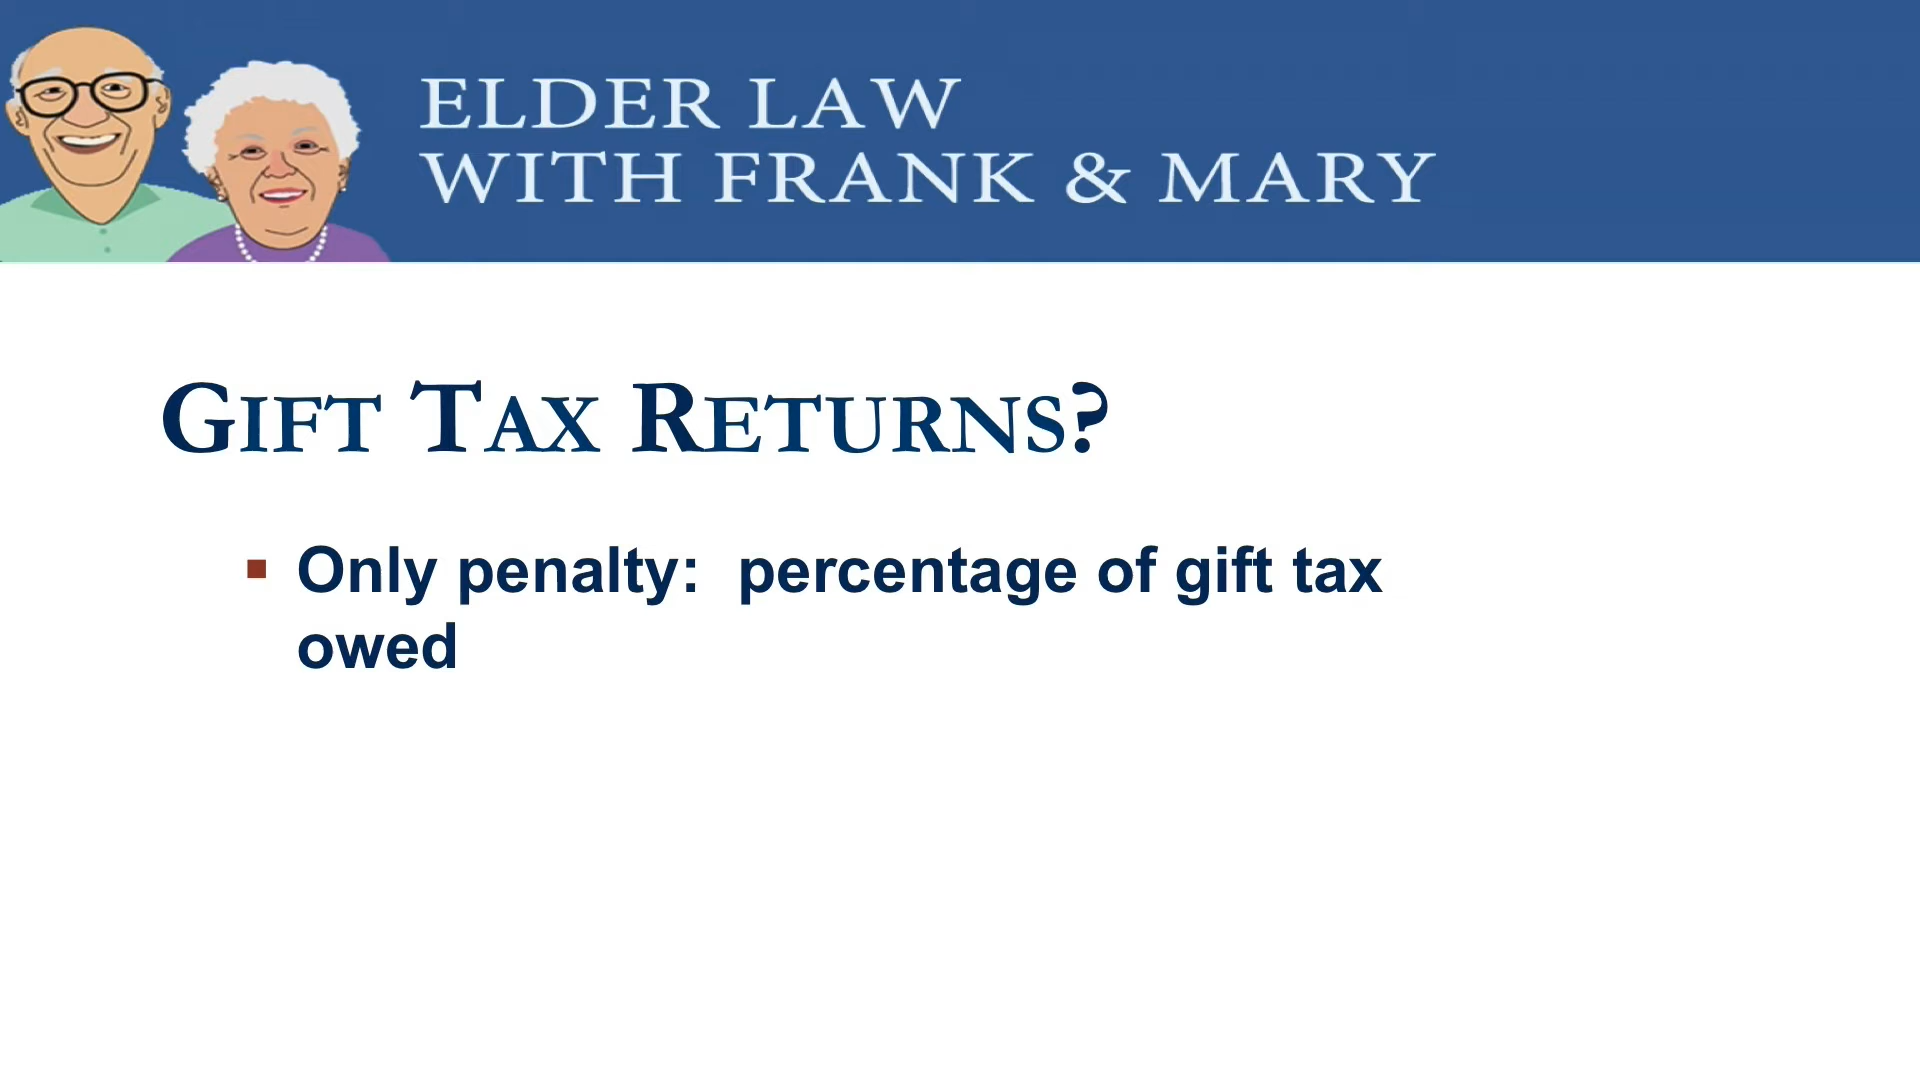 ELDER LAW
WITH FRANK & MARY
GIFT TAX RETURNS?
▪ Only penalty:  percentage of gift tax
owed